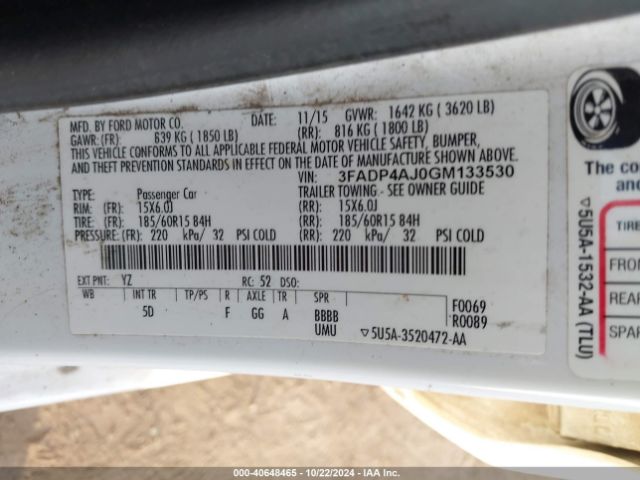 MFD. BY FORD MOTOR CO. DATE: 11/15 GVWR: 1642 KG ( 3620 LB)
GAWR: (FR): 839 KG ( 1850 LB) (RR): 816 KG ( 1800 LB)
THIS VEHICLE CONFORMS TO ALL APPLICABLE FEDERAL MOTOR VEHICLE SAFETY, BUMPER,
AND THEFT PREVENTION STANDARDS IN EFFECT ON THE DATE OF MANUFACTURE SHOWN ABOVE.
VIN: 3FADP4AJ0GM133530
TYPE: Passenger Car TRAILER TOWING - SEE OWNER GUIDE
RIM: (FR): 15X6.0J (RR): 15X6.0J
TIRE: (FR): 185/60R15 84H (RR): 185/60R15 84H
PRESSURE: (FR): 220 kPa/ 32 PSI COLD (RR): 220 kPa/ 32 PSI COLD
EXT PNT: YZ RC: 52 DSO:
WB INT TR TP/PS R AXLE TR SPR F0069
5D F GG A BBBB R0089
UMU ▽5U5A-3520472-AA
The co
and
TIRE
FRON
REAR
SPAR
▽5U5A-1532-AA (TLU)
000-40648465 - 10/22/2024 - IAA Inc.